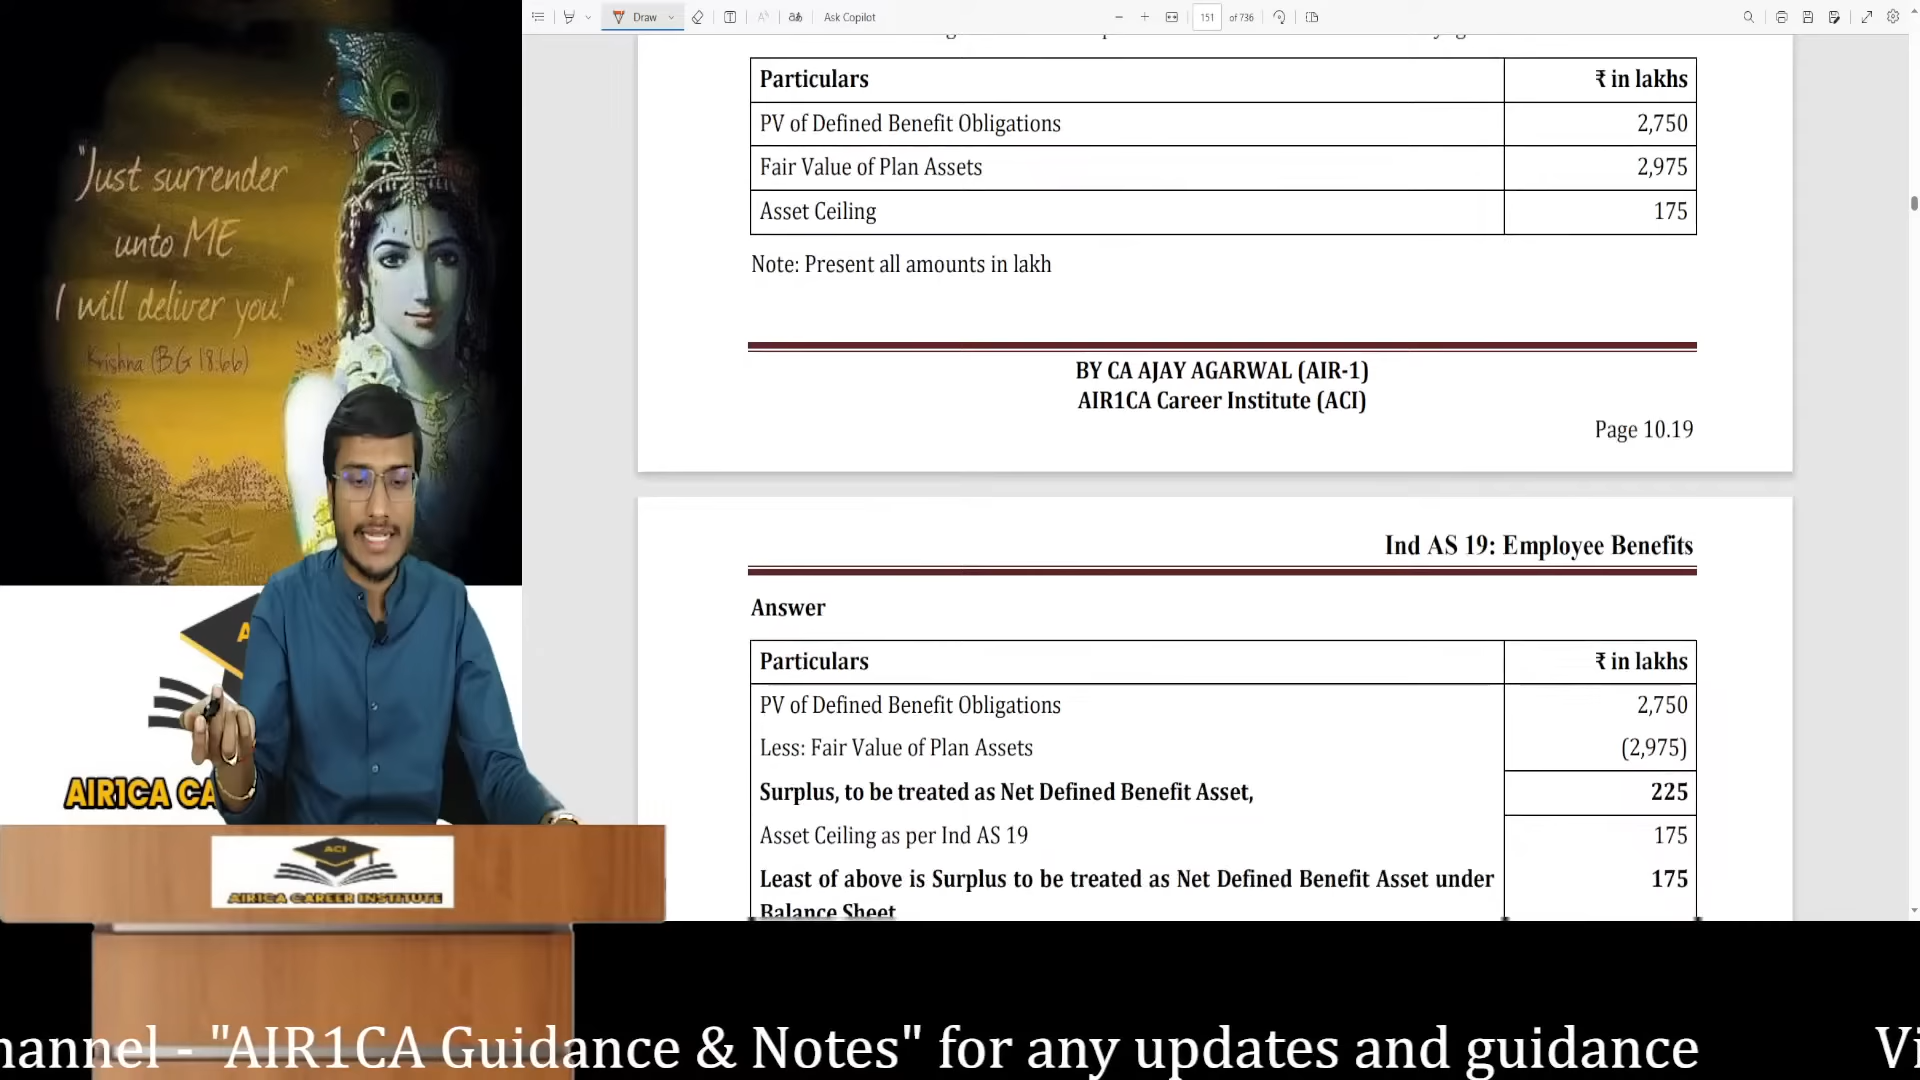 Draw
Ask Copilot
151 of 736
"Just surrender
unto ME
I will deliver you!"
Krishna (B.G 18.66)
Particulars ₹ in lakhs
PV of Defined Benefit Obligations 2,750
Fair Value of Plan Assets 2,975
Asset Ceiling 175
Note: Present all amounts in lakh
BY CA AJAY AGARWAL (AIR-1)
AIR1CA Career Institute (ACI)
Page 10.19
Ind AS 19: Employee Benefits
Answer
Particulars ₹ in lakhs
PV of Defined Benefit Obligations 2,750
Less: Fair Value of Plan Assets (2,975)
Surplus, to be treated as Net Defined Benefit Asset, 225
Asset Ceiling as per Ind AS 19 175
Least of above is Surplus to be treated as Net Defined Benefit Asset under 175
Balance Sheet
AIR1CA CA
ACI
AIR1CA CAREER INSTITUTE
hannel - "AIR1CA Guidance & Notes" for any updates and guidance Vi